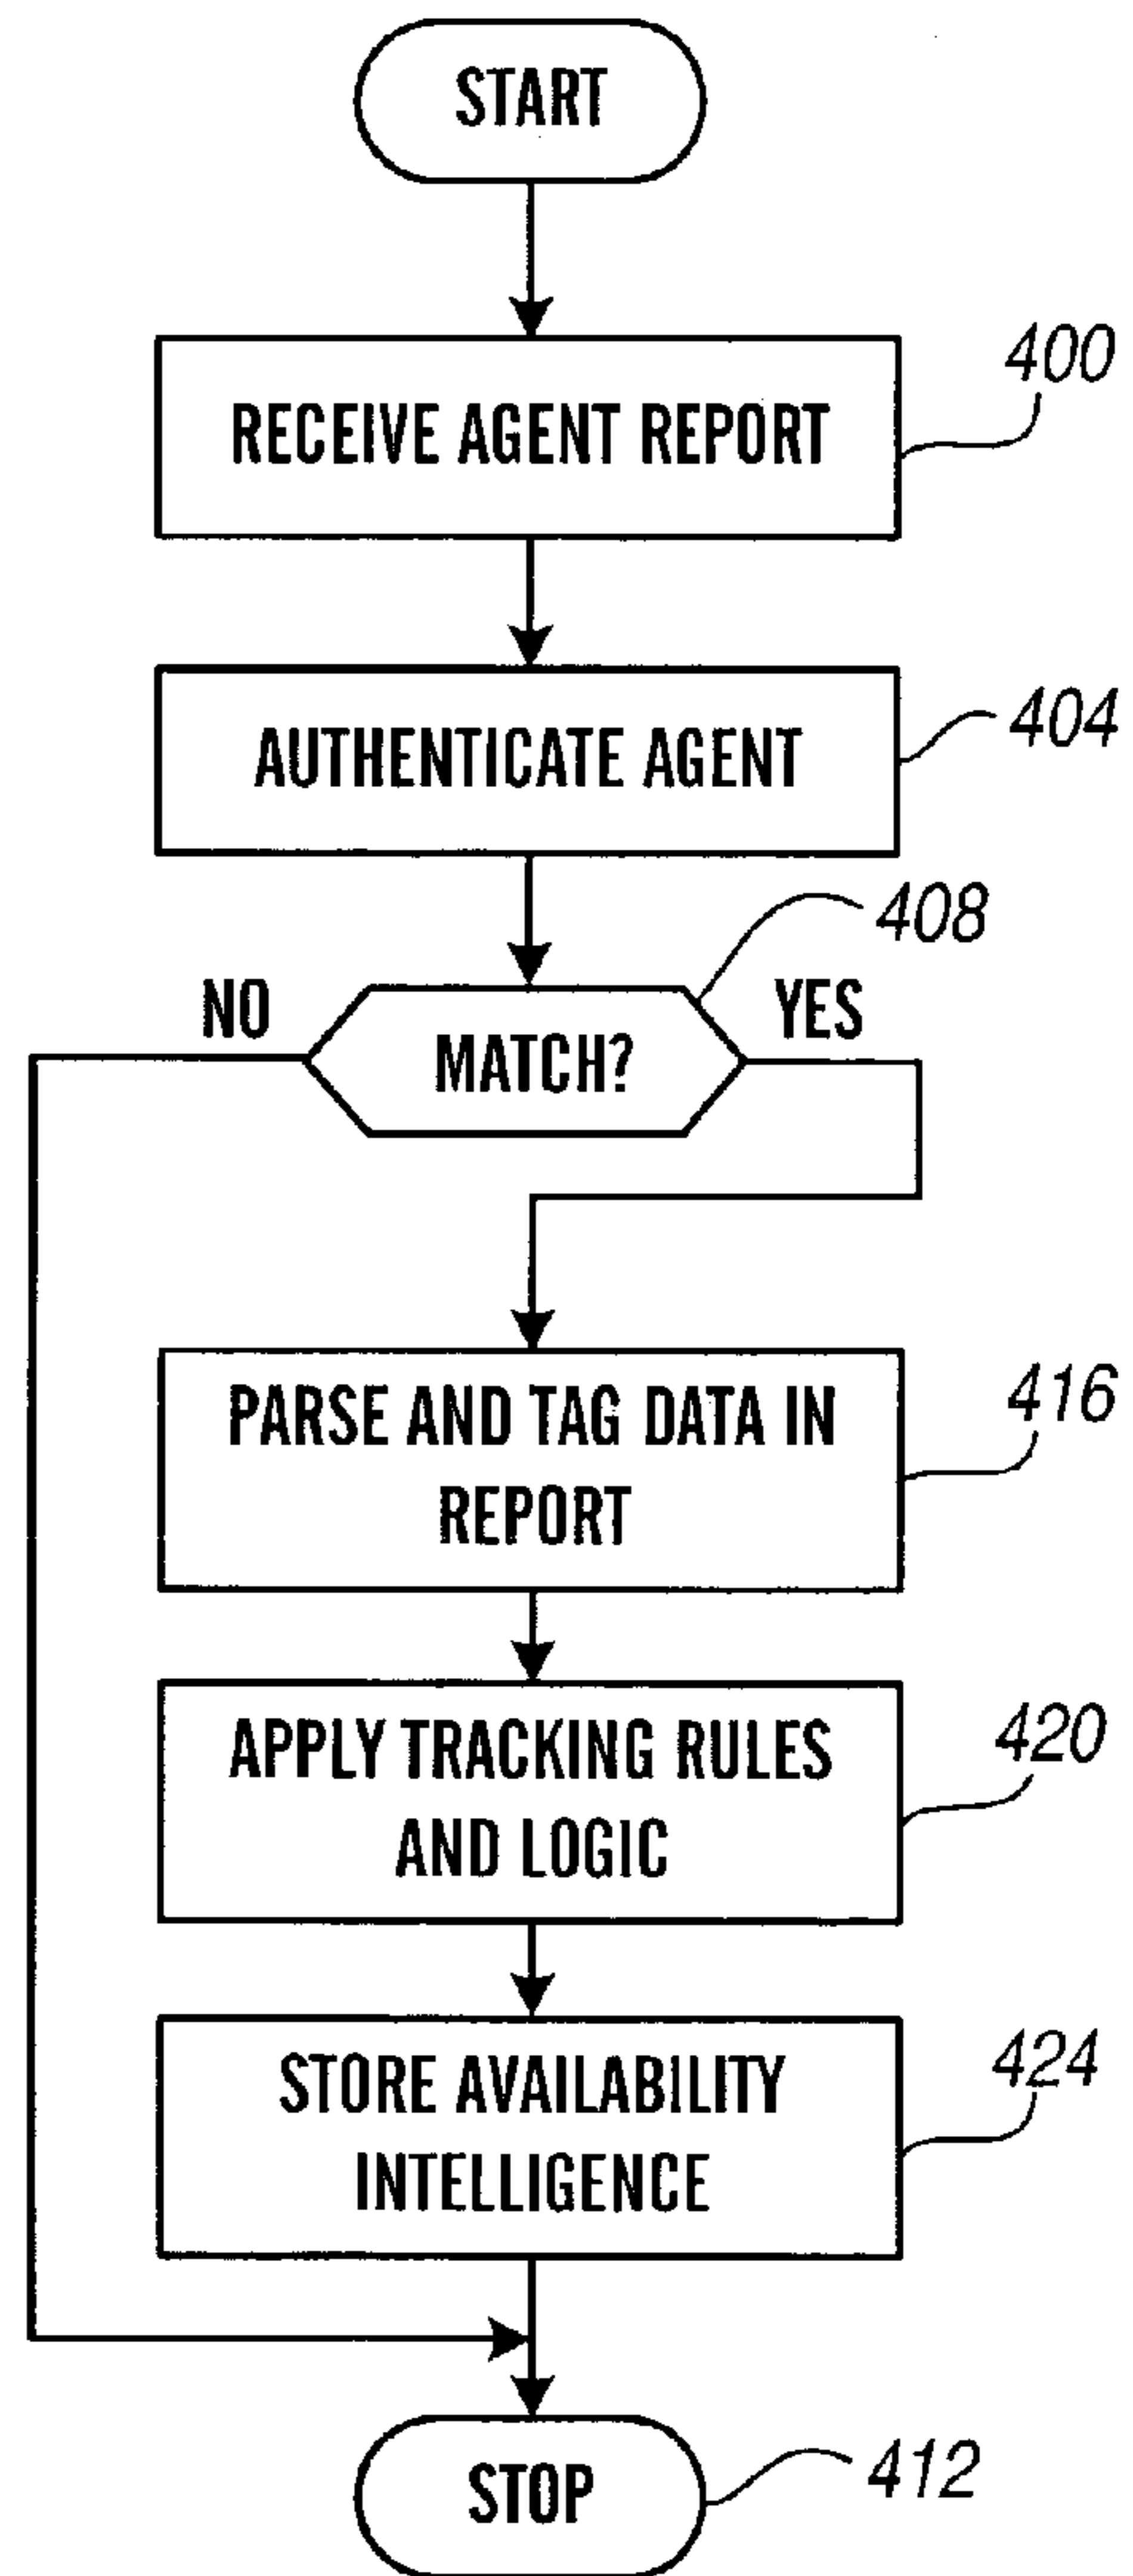 START
RECEIVE AGENT REPORT
400
AUTHENTICATE AGENT
404
408
NO
YES
MATCH?
PARSE AND TAG DATA IN
REPORT
416
APPLY TRACKING RULES
AND LOGIC
420
STORE AVAILABILITY
INTELLIGENCE
424
STOP
412